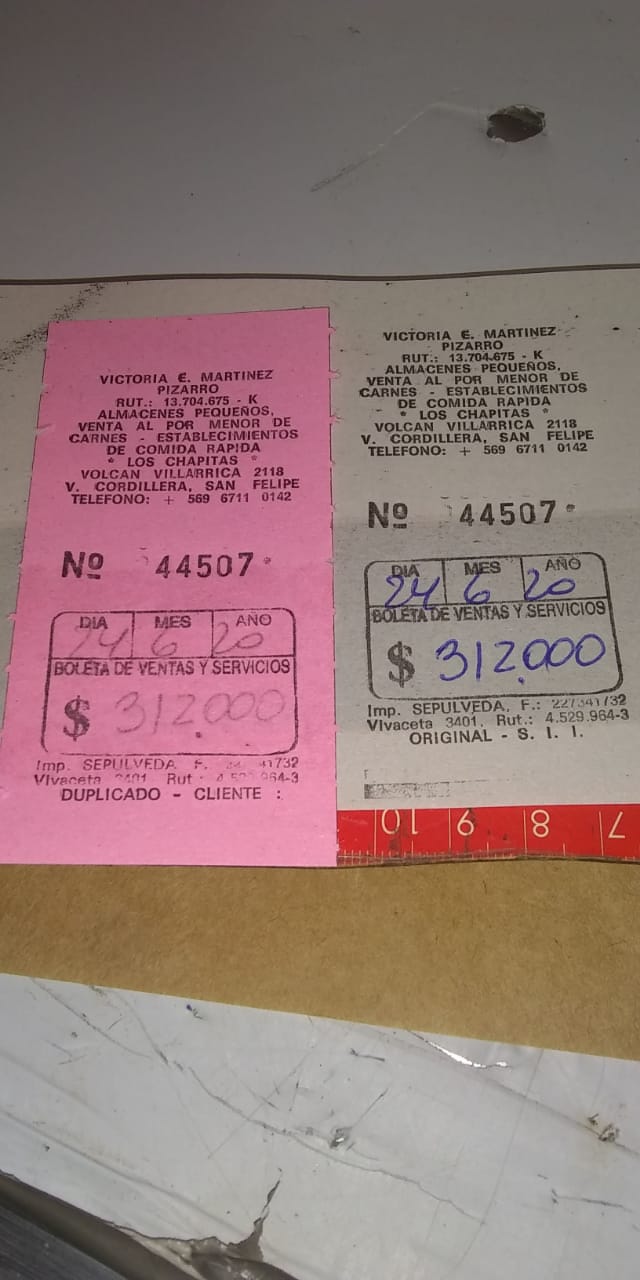 VICTORIA E. MARTINEZ
PIZARRO
RUT.: 13.704.675 - K
ALMACENES PEQUEÑOS,
VENTA AL POR MENOR DE
CARNES - ESTABLECIMIENTOS
DE COMIDA RAPIDA
* LOS CHAPITAS *
VOLCAN VILLARRICA 2118
V. CORDILLERA, SAN FELIPE
TELEFONO: + 569 6711 0142
Nº 44507 *
DIA MES AÑO
24 6 20
BOLETA DE VENTAS Y SERVICIOS
$ 312.000
Imp. SEPULVEDA F.
Vivaceta 3401 Rut.:
DUPLICADO - CLIENTE :
VICTORIA E. MARTINEZ
PIZARRO
RUT.: 13.704.675 - K
ALMACENES PEQUEÑOS,
VENTA AL POR MENOR DE
CARNES - ESTABLECIMIENTOS
DE COMIDA RAPIDA
* LOS CHAPITAS *
VOLCAN VILLARRICA 2118
V. CORDILLERA, SAN FELIPE
TELEFONO: + 569 6711 0142
Nº 44507 *
DIA MES AÑO
24 6 20
BOLETA DE VENTAS Y SERVICIOS
$ 312.000
Imp. SEPULVEDA, F.:
Vivaceta 3401, Rut.: 4.529.964-3
ORIGINAL - S. I. I.
10 9 8 7